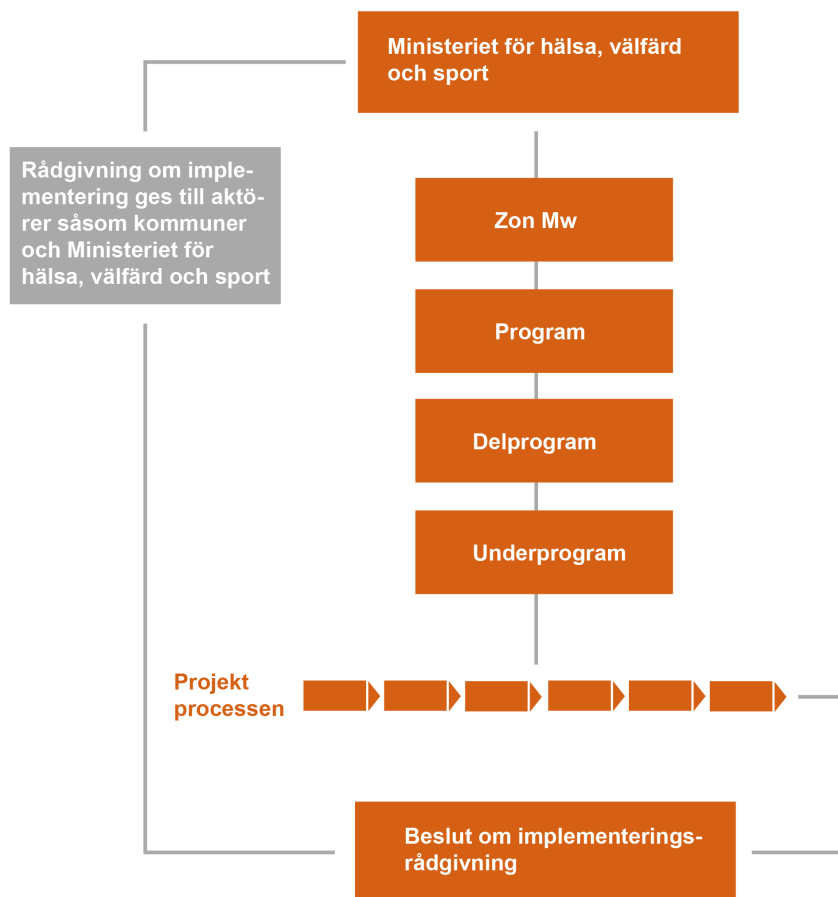 Ministeriet för hälsa, välfärd
och sport
Rådgivning om imple-
mentering ges till aktö-
rer såsom kommuner
och Ministeriet för
hälsa, välfärd och sport
Zon Mw
Program
Delprogram
Underprogram
Projekt
processen
Beslut om implementerings-
rådgivning